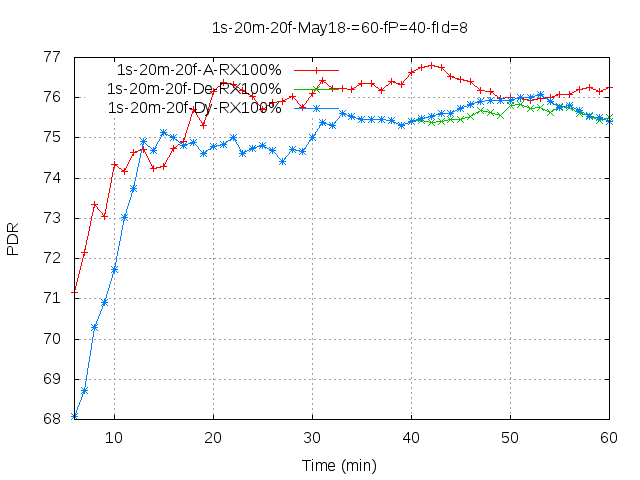 1s-20m-20f-May18-=60-fP=40-fId=8
77
76
75
74
73
72
71
70
69
68
PDR
1s-20m-20f-A-RX100%
1s-20m-20f-De-RX100%
1s-20m-20f-Dy-RX100%
10 20 30 40 50 60
Time (min)